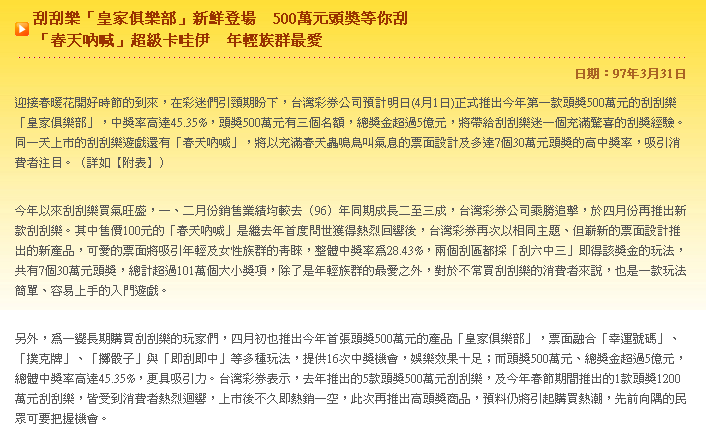 刮刮樂「皇家俱樂部」新鮮登場　500萬元頭獎等你刮
「春天吶喊」超級卡哇伊　年輕族群最愛
日期：97年3月31日
迎接春暖花開好時節的到來，在彩迷們引頸期盼下，台灣彩券公司預計明日(4月1日)正式推出今年第一款頭獎500萬元的刮刮樂
「皇家俱樂部」，中獎率高達45.35%，頭獎500萬元有三個名額，總獎金超過5億元，將帶給刮刮樂迷一個充滿驚喜的刮獎經驗。
同一天上市的刮刮樂遊戲還有「春天吶喊」，將以充滿春天蟲鳴鳥叫氣息的票面設計及多達7個30萬元頭獎的高中獎率，吸引消
費者注目。（詳如【附表】）
今年以來刮刮樂買氣旺盛，一、二月份銷售業績均較去（96）年同期成長二至三成，台灣彩券公司乘勝追擊，於四月份再推出新
款刮刮樂。其中售價100元的「春天吶喊」是繼去年首度問世獲得熱烈回響後，台灣彩券再次以相同主題、但嶄新的票面設計推
出的新產品，可愛的票面將吸引年輕及女性族群的青睞，整體中獎率為28.43%，兩個刮區都採「刮六中三」即得該獎金的玩法，
共有7個30萬元頭獎，總計超過101萬個大小獎項，除了是年輕族群的最愛之外，對於不常買刮刮樂的消費者來說，也是一款玩法
簡單、容易上手的入門遊戲。
另外，為一饗長期購買刮刮樂的玩家們，四月初也推出今年首張頭獎500萬元的產品「皇家俱樂部」，票面融合「幸運號碼」、
「撲克牌」、「擲骰子」與「即刮即中」等多種玩法，提供16次中獎機會，娛樂效果十足；而頭獎500萬元、總獎金超過5億元，
總體中獎率高達45.35%，更具吸引力。台灣彩券表示，去年推出的5款頭獎500萬元刮刮樂，及今年春節期間推出的1款頭獎1200
萬元刮刮樂，皆受到消費者熱烈迴響，上市後不久即熱銷一空，此次再推出高頭獎商品，預料仍將引起購買熱潮，先前向隅的民
眾可要把握機會。